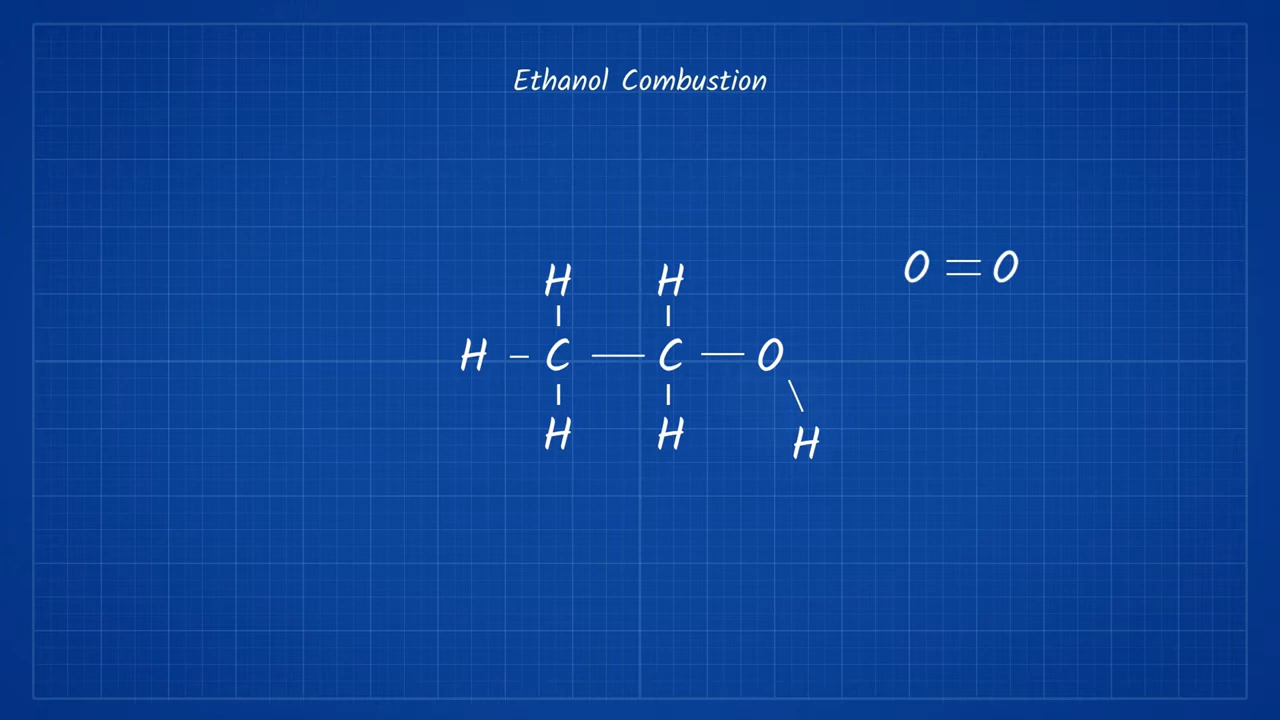 Ethanol Combustion
O = O
H H
H – C — C — O
H H H